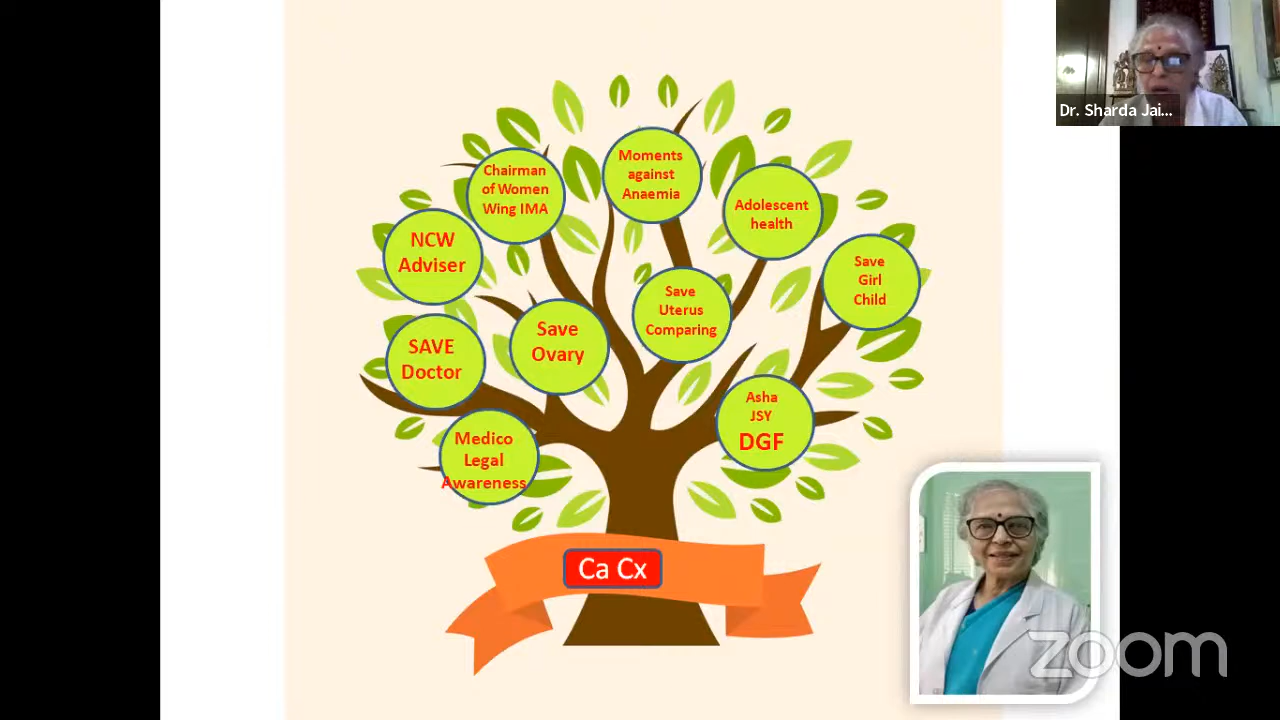 Dr. Sharda Jai...
Moments
against
Anaemia
Chairman
of Women
Wing IMA
Adolescent
health
NCW
Adviser
Save
Girl
Child
Save
Uterus
Comparing
Save
Ovary
SAVE
Doctor
Asha
JSY
DGF
Medico
Legal
Awareness
Ca Cx
zoom